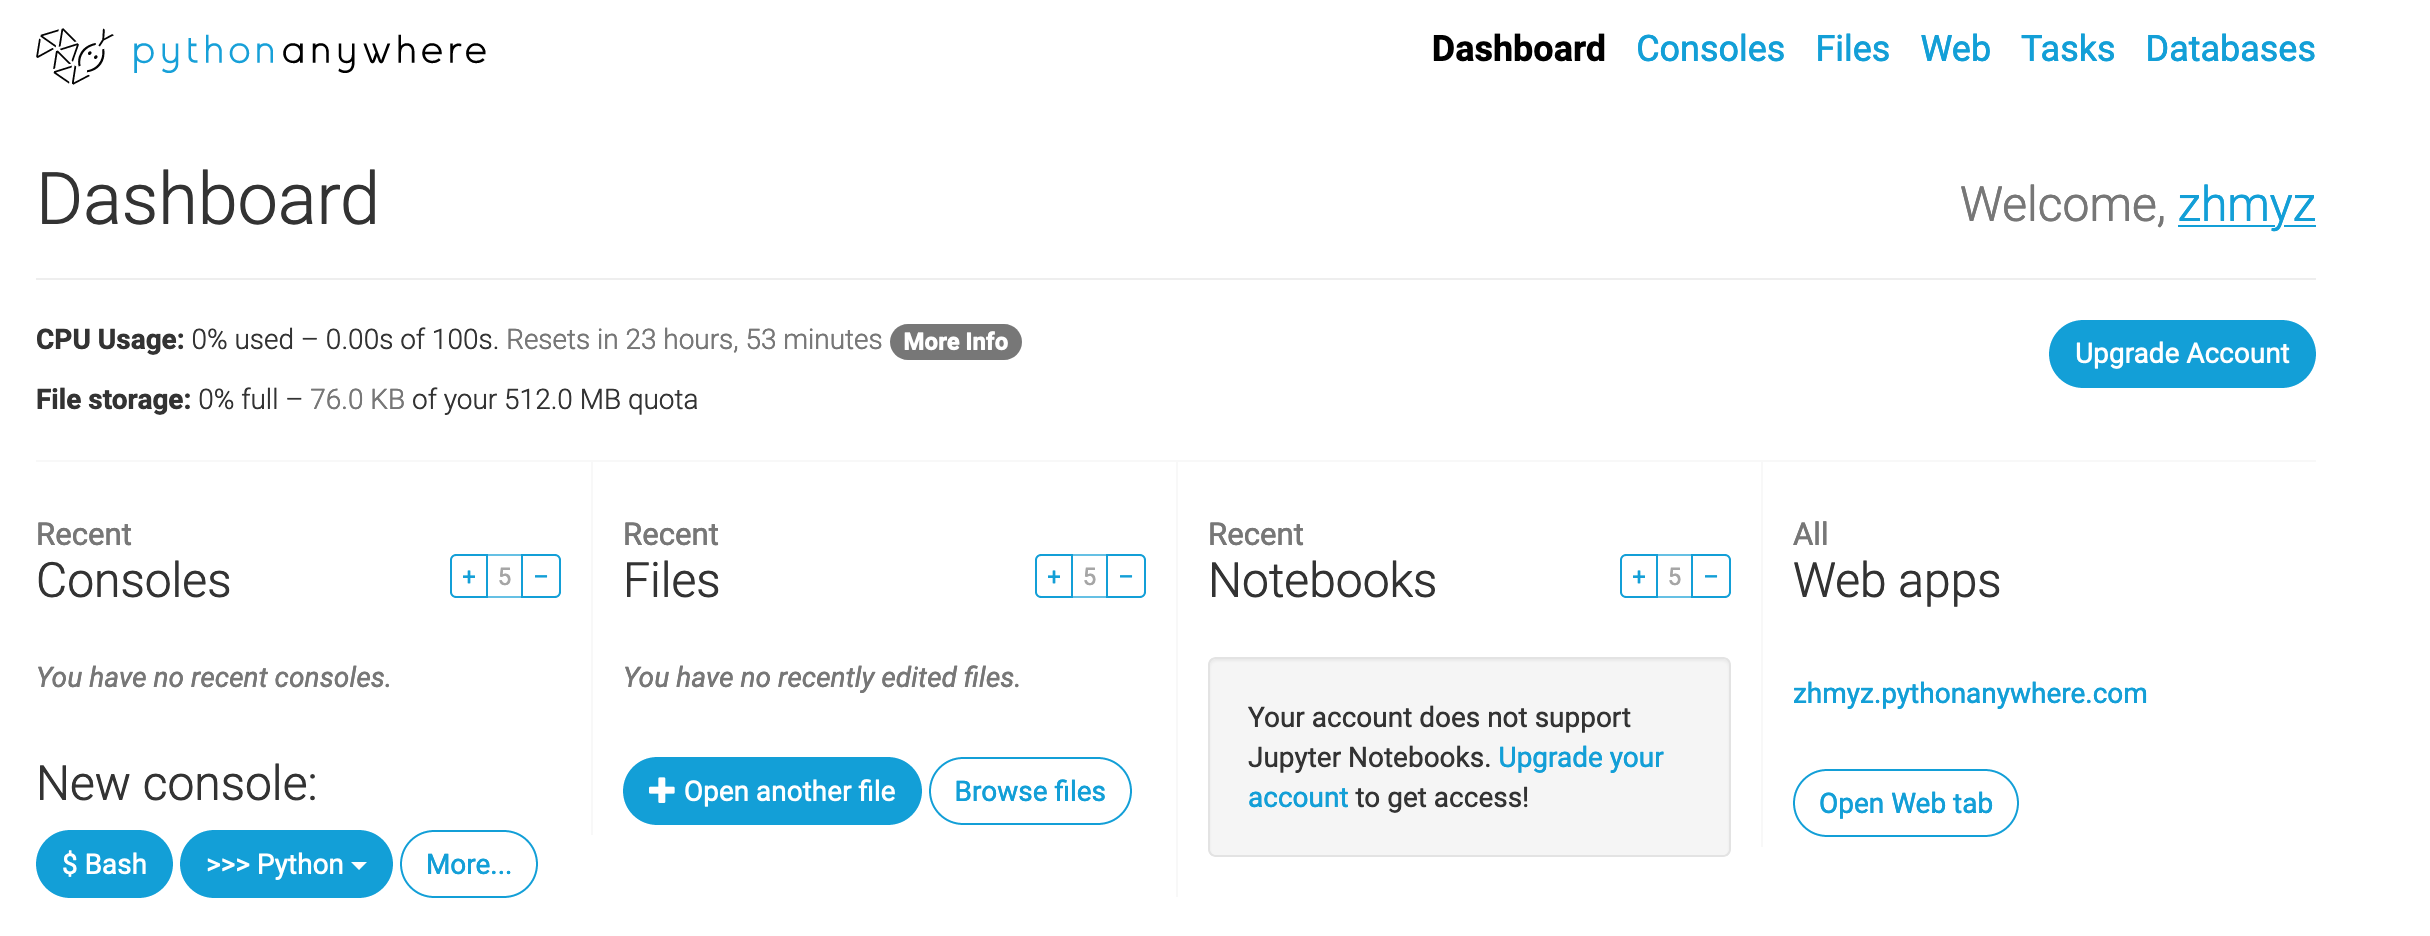 pythonanywhere
Dashboard Consoles Files Web Tasks Databases
Dashboard
Welcome, zhmyz
CPU Usage: 0% used – 0.00s of 100s. Resets in 23 hours, 53 minutes More Info
Upgrade Account
File storage: 0% full – 76.0 KB of your 512.0 MB quota
Recent
Consoles
+ 5 −
You have no recent consoles.
New console:
$ Bash >>> Python More...
Recent
Files
+ 5 −
You have no recently edited files.
Open another file Browse files
Recent
Notebooks
+ 5 −
Your account does not support
Jupyter Notebooks. Upgrade your
account to get access!
All
Web apps
zhmyz.pythonanywhere.com
Open Web tab